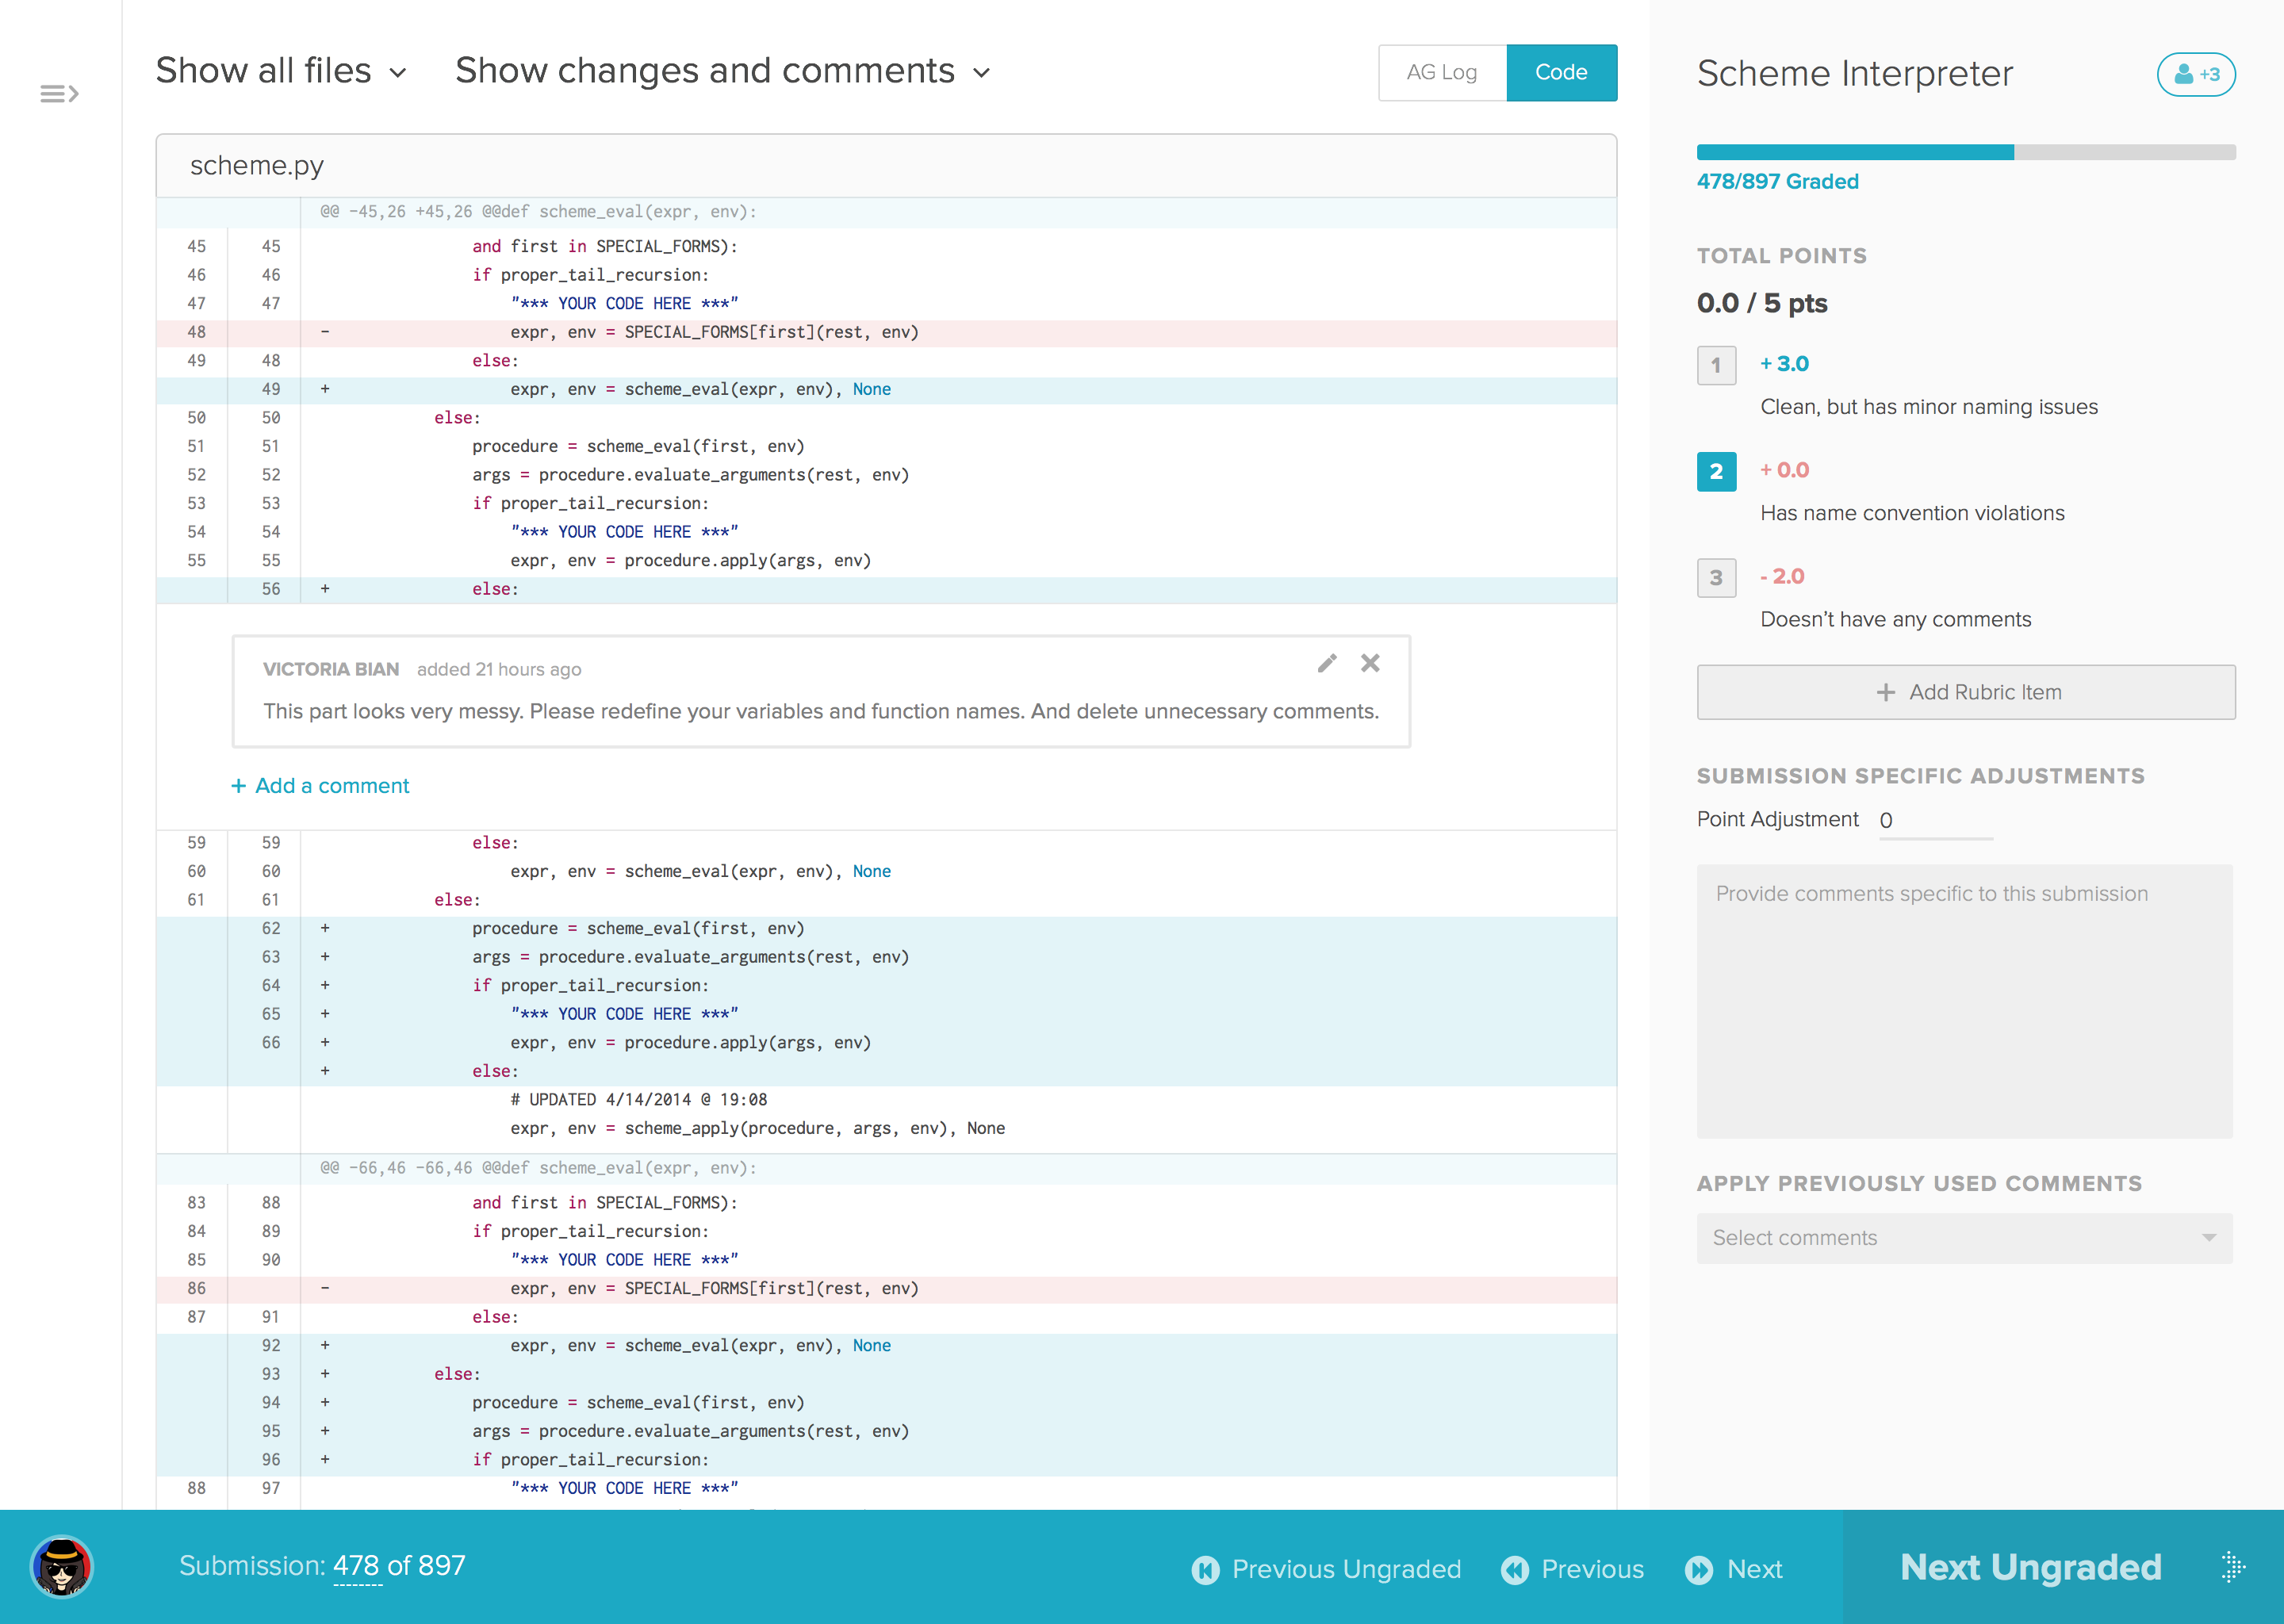 Show all files
Show changes and comments
AG Log
Code
scheme.py
@@ -45,26 +45,26 @@def scheme_eval(expr, env):
45 45 and first in SPECIAL_FORMS):
46 46 if proper_tail_recursion:
47 47 "*** YOUR CODE HERE ***"
48 - expr, env = SPECIAL_FORMS[first](rest, env)
49 48 else:
49 + expr, env = scheme_eval(expr, env), None
50 50 else:
51 51 procedure = scheme_eval(first, env)
52 52 args = procedure.evaluate_arguments(rest, env)
53 53 if proper_tail_recursion:
54 54 "*** YOUR CODE HERE ***"
55 55 expr, env = procedure.apply(args, env)
56 + else:
VICTORIA BIAN added 21 hours ago
This part looks very messy. Please redefine your variables and function names. And delete unnecessary comments.
+ Add a comment
59 59 else:
60 60 expr, env = scheme_eval(expr, env), None
61 61 else:
62 + procedure = scheme_eval(first, env)
63 + args = procedure.evaluate_arguments(rest, env)
64 + if proper_tail_recursion:
65 + "*** YOUR CODE HERE ***"
66 + expr, env = procedure.apply(args, env)
+ else:
# UPDATED 4/14/2014 @ 19:08
expr, env = scheme_apply(procedure, args, env), None
@@ -66,46 -66,46 @@def scheme_eval(expr, env):
83 88 and first in SPECIAL_FORMS):
84 89 if proper_tail_recursion:
85 90 "*** YOUR CODE HERE ***"
86 - expr, env = SPECIAL_FORMS[first](rest, env)
87 91 else:
92 + expr, env = scheme_eval(expr, env), None
93 + else:
94 + procedure = scheme_eval(first, env)
95 + args = procedure.evaluate_arguments(rest, env)
96 + if proper_tail_recursion:
88 97 "*** YOUR CODE HERE ***"
Scheme Interpreter
+3
478/897 Graded
TOTAL POINTS
0.0 / 5 pts
1 + 3.0
Clean, but has minor naming issues
2 + 0.0
Has name convention violations
3 - 2.0
Doesn't have any comments
+ Add Rubric Item
SUBMISSION SPECIFIC ADJUSTMENTS
Point Adjustment 0
Provide comments specific to this submission
APPLY PREVIOUSLY USED COMMENTS
Select comments
Submission: 478 of 897
Previous Ungraded
Previous
Next
Next Ungraded